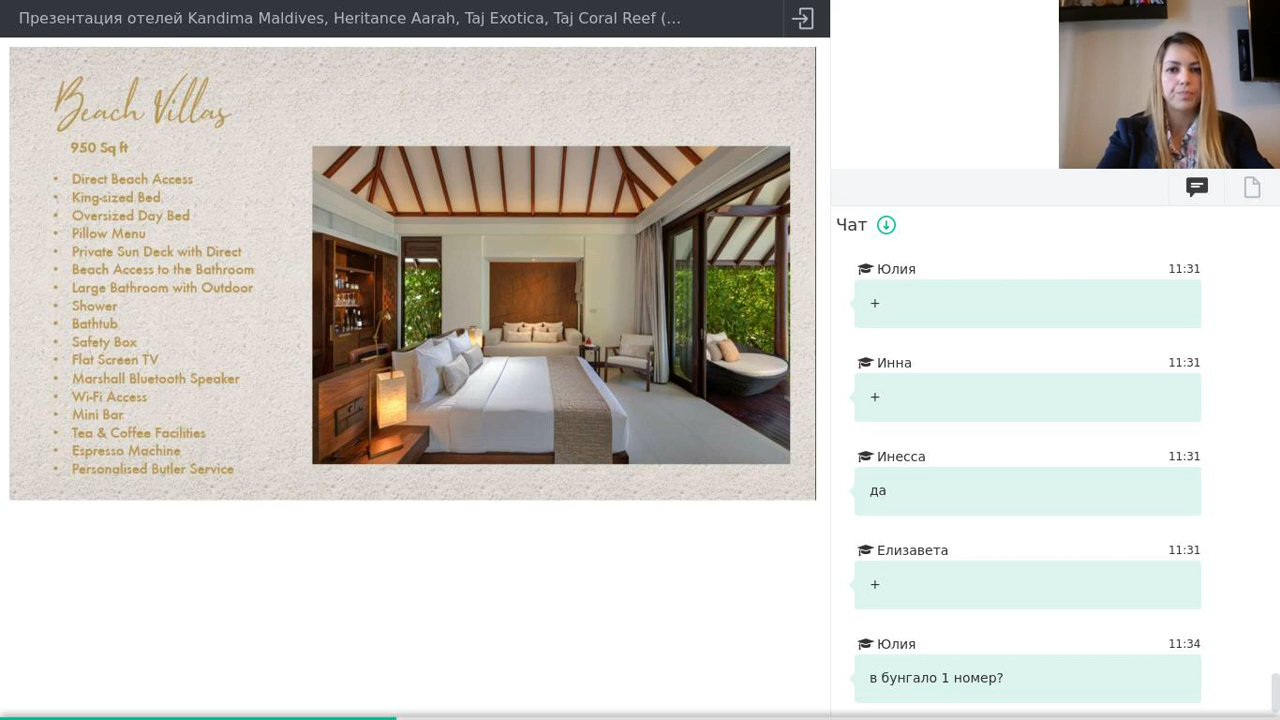 Презентация отелей Kandima Maldives, Heritance Aarah, Taj Exotica, Taj Coral Reef (...
Beach Villas
950 Sq ft
• Direct Beach Access
• King-sized Bed
• Oversized Day Bed
• Pillow Menu
• Private Sun Deck with Direct
• Beach Access to the Bathroom
• Large Bathroom with Outdoor
• Shower
• Bathtub
• Safety Box
• Flat Screen TV
• Marshall Bluetooth Speaker
• Wi-Fi Access
• Mini Bar
• Tea & Coffee Facilities
• Espresso Machine
• Personalised Butler Service
Чат
Юлия 11:31
+
Инна 11:31
+
Инесса 11:31
да
Елизавета 11:31
+
Юлия 11:34
в бунгало 1 номер?